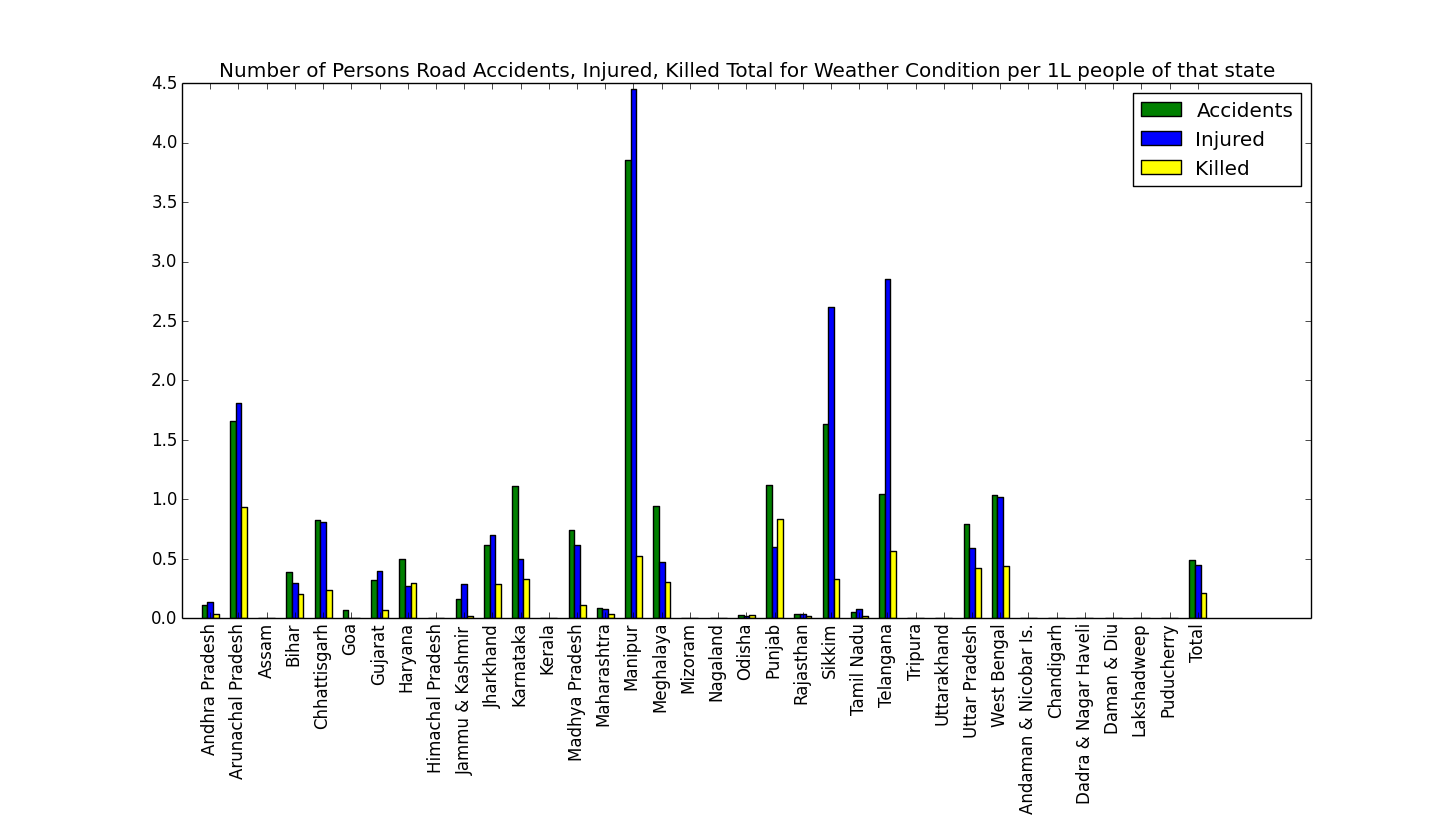 Number of Persons Road Accidents, Injured, Killed Total for Weather Condition per 1L people of that state
4.5
4.0
3.5
3.0
2.5
2.0
1.5
1.0
0.5
0.0
Accidents
Injured
Killed
Andhra Pradesh
Arunachal Pradesh
Assam
Bihar
Chhattisgarh
Goa
Gujarat
Haryana
Himachal Pradesh
Jammu & Kashmir
Jharkhand
Karnataka
Kerala
Madhya Pradesh
Maharashtra
Manipur
Meghalaya
Mizoram
Nagaland
Odisha
Punjab
Rajasthan
Sikkim
Tamil Nadu
Telangana
Tripura
Uttarakhand
Uttar Pradesh
West Bengal
Andaman & Nicobar Is.
Chandigarh
Dadra & Nagar Haveli
Daman & Diu
Lakshadweep
Puducherry
Total